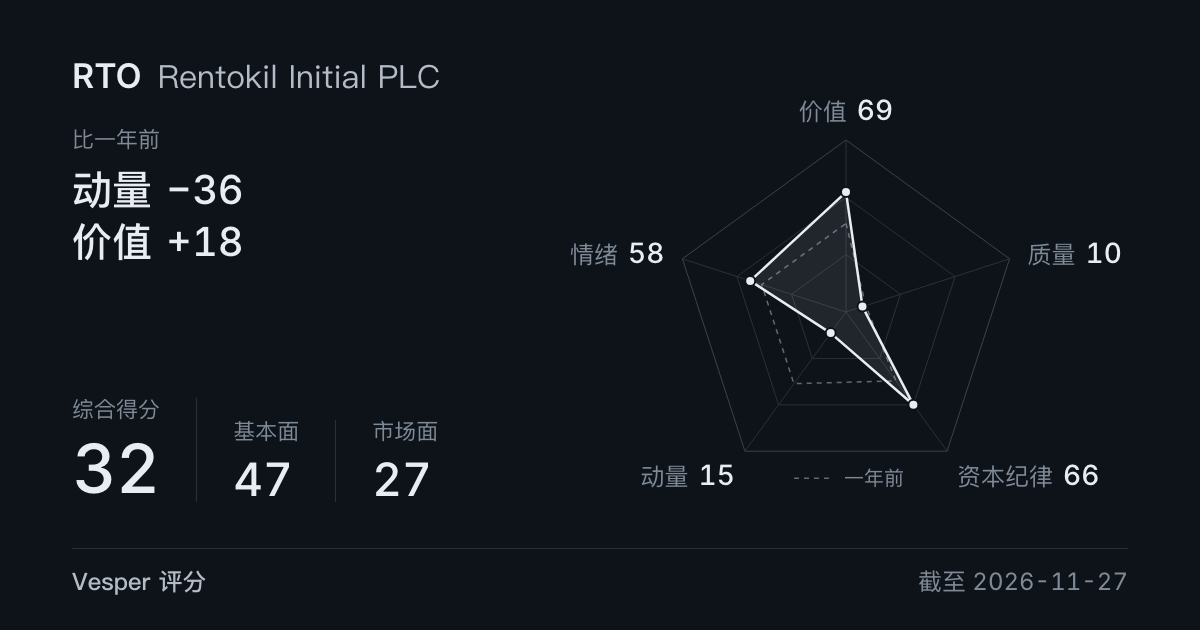 RTO Rentokil Initial PLC
比一年前
动量 −36
价值 +18
综合得分
32
基本面
47
市场面
27
价值 69
情绪 58
质量 10
动量 15
一年前
资本纪律 66
Vesper 评分
截至 2026-11-27